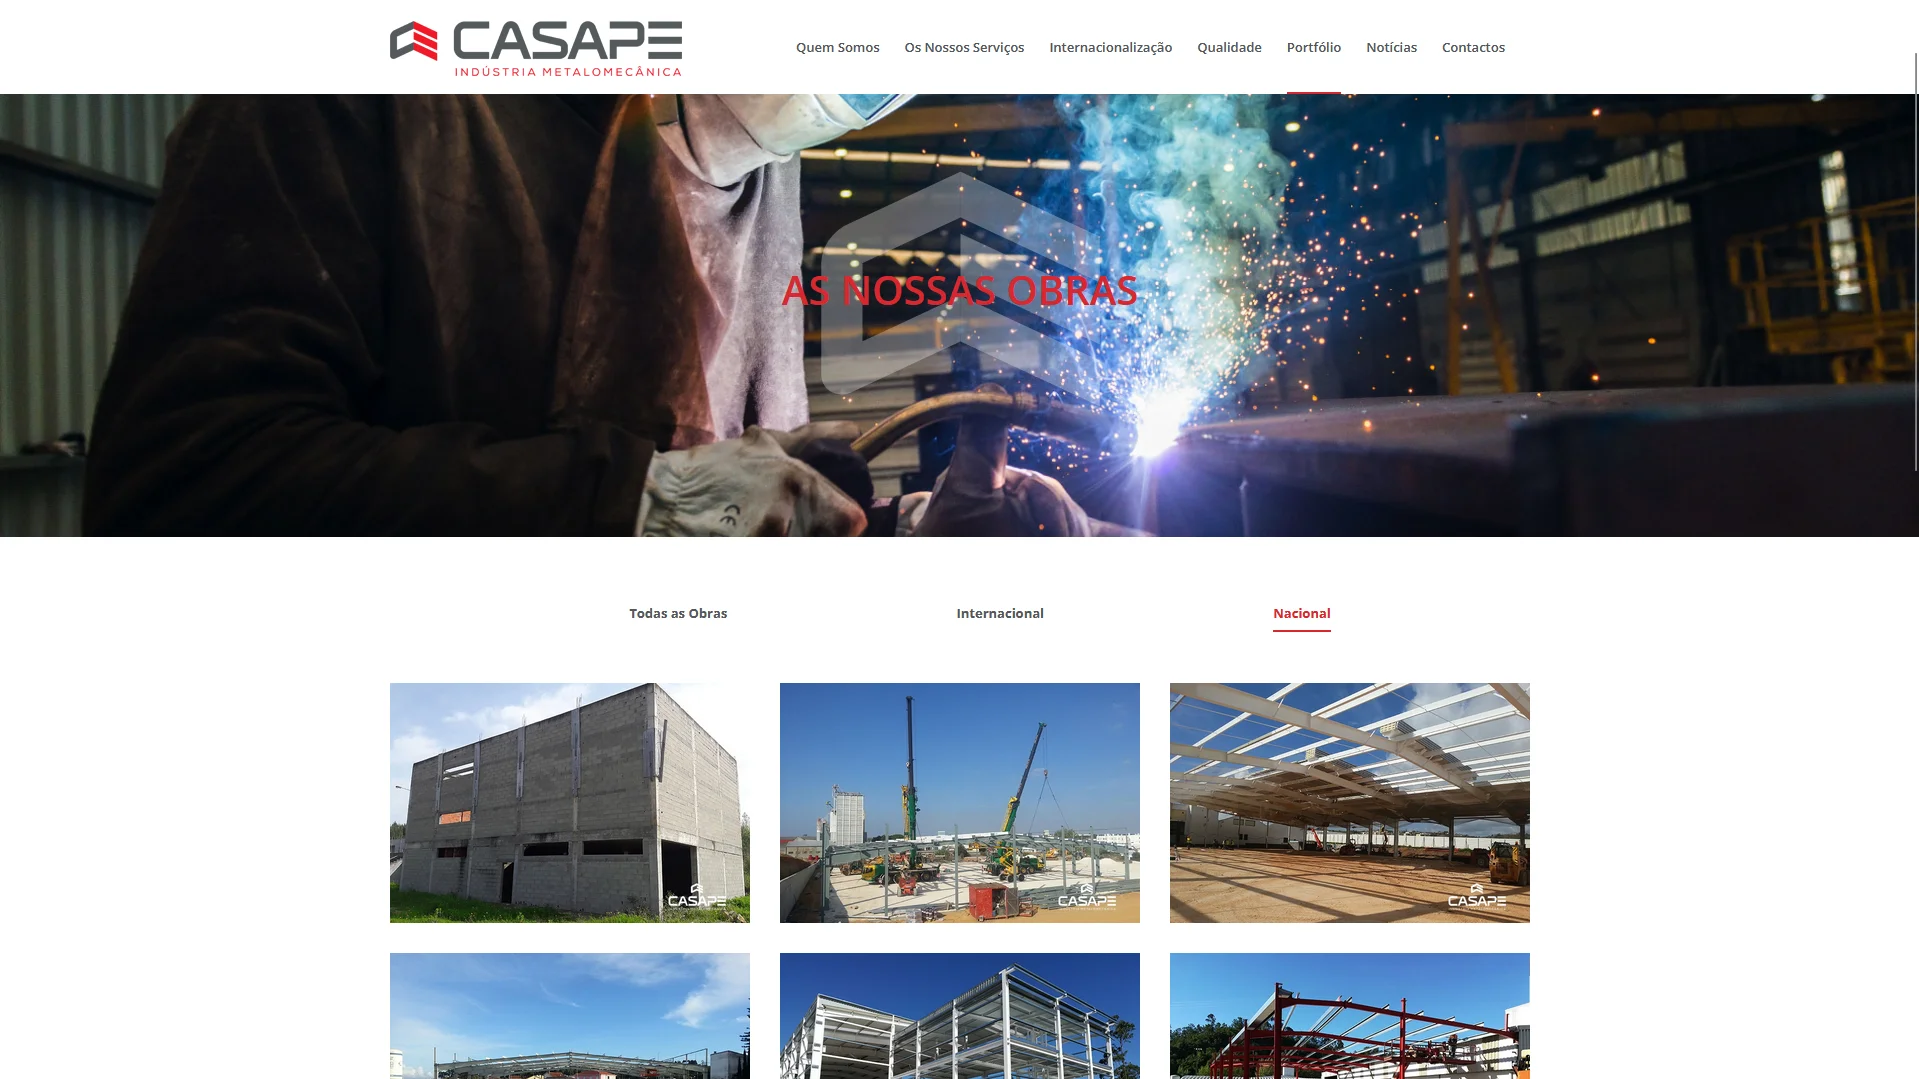 CASAPE
INDÚSTRIA METALOMECÂNICA
Quem Somos
Os Nossos Serviços
Internacionalização
Qualidade
Portfólio
Notícias
Contactos
AS NOSSAS OBRAS
CE
Todas as Obras
Internacional
Nacional
CASAPE
CASAPE
CASAPE